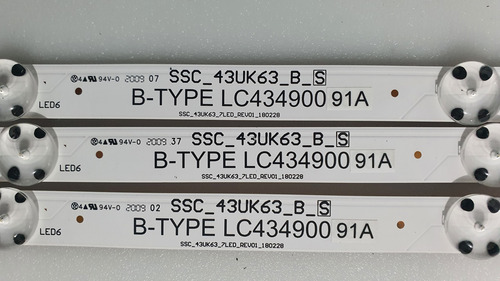 94V-0 2009 07 SSC_43UK63_B_S
LED6 B-TYPE LC434900 91A
SSC_43UK63_7LED_REV01_180228
94V-0 2009 37 SSC_43UK63_B_S
LED6 B-TYPE LC434900 91A
SSC_43UK63_7LED_REV01_180228
94V-0 2009 02 SSC_43UK63_B_S
LED6 B-TYPE LC434900 91A
SSC_43UK63_7LED_REV01_180228